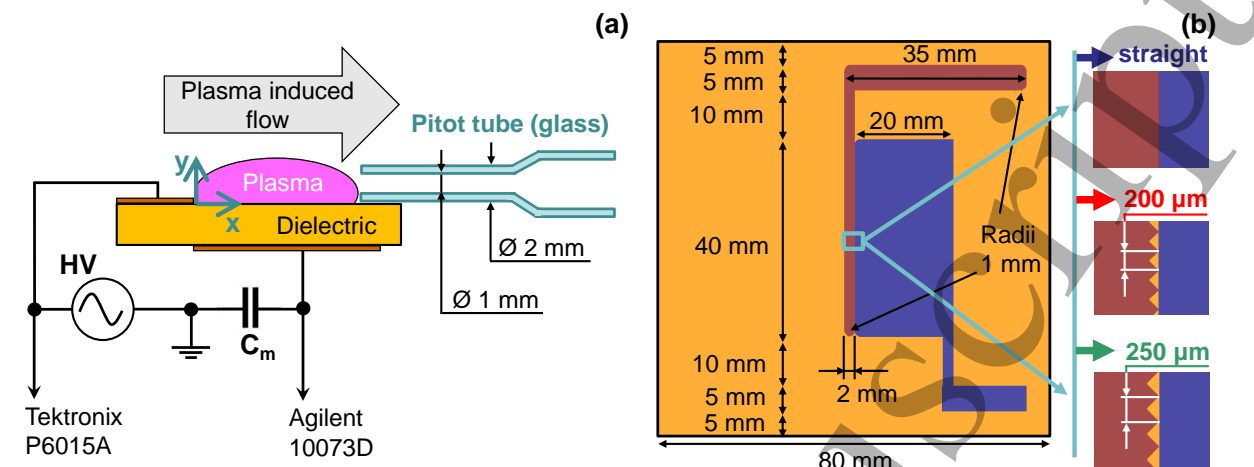 (a)
Plasma induced
flow
Pitot tube (glass)
y
Plasma
x
Dielectric
HV
Ø 2 mm
Ø 1 mm
Cm
Tektronix
P6015A
Agilent
10073D
(b)
5 mm
5 mm
10 mm
40 mm
10 mm
5 mm
5 mm
35 mm
20 mm
Radii
1 mm
2 mm
80 mm
straight
200 µm
250 µm